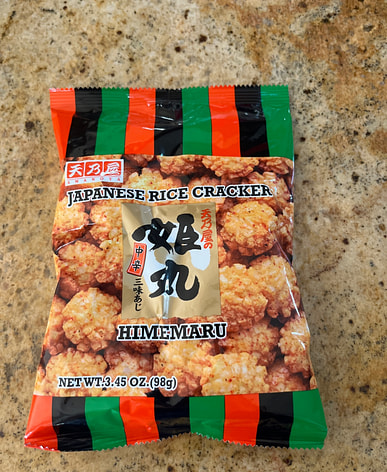 天乃屋
AMANOYA
JAPANESE RICE CRACKER
天乃屋の
姫丸
中辛
三味あじ
HIMEMARU
NET WT.3.45 OZ.(98g)